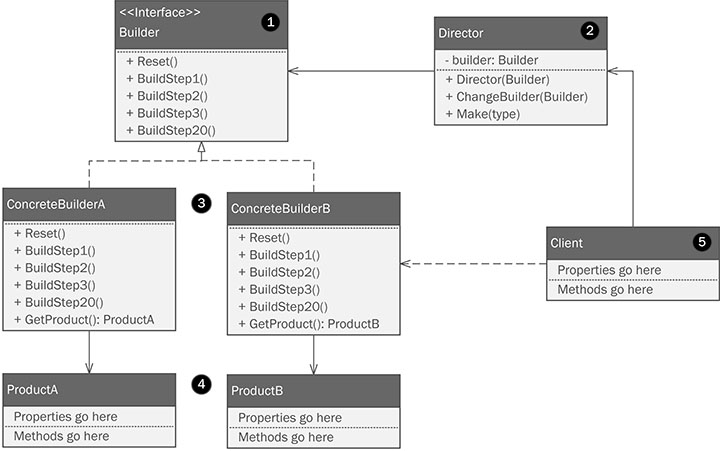 <<Interface>>
Builder
1
+ Reset()
+ BuildStep1()
+ BuildStep2()
+ BuildStep3()
+ BuildStep20()
Director
2
- builder: Builder
+ Director(Builder)
+ ChangeBuilder(Builder)
+ Make(type)
ConcreteBuilderA
+ Reset()
+ BuildStep1()
+ BuildStep2()
+ BuildStep3()
+ BuildStep20()
+ GetProduct(): ProductA
3
ConcreteBuilderB
+ Reset()
+ BuildStep1()
+ BuildStep2()
+ BuildStep3()
+ BuildStep20()
+ GetProduct(): ProductB
Client
5
Properties go here
Methods go here
ProductA
Properties go here
Methods go here
4
ProductB
Properties go here
Methods go here